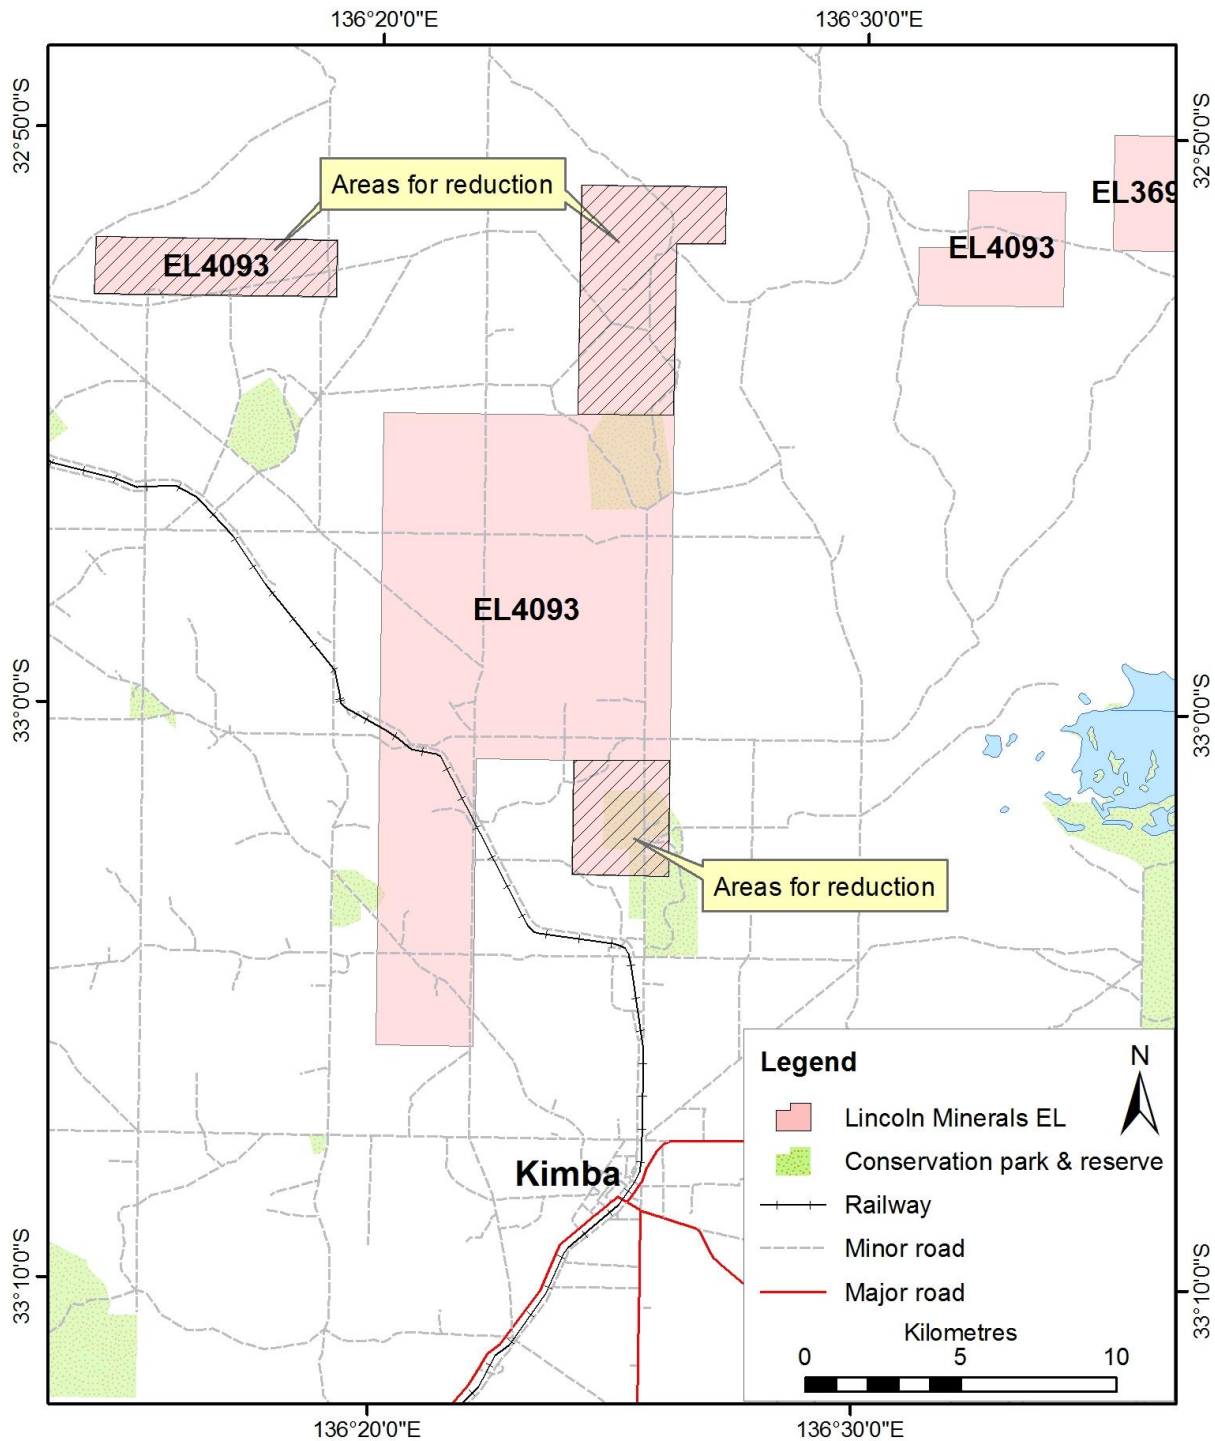 136°20'0"E
136°30'0"E
32°50'0"S
32°50'0"S
Areas for reduction
EL4093
EL4093
EL369
EL4093
33°0'0"S
33°0'0"S
Areas for reduction
Kimba
Legend
N
Lincoln Minerals EL
Conservation park & reserve
Railway
Minor road
Major road
Kilometres
0 5 10
33°10'0"S
33°10'0"S
136°20'0"E
136°30'0"E